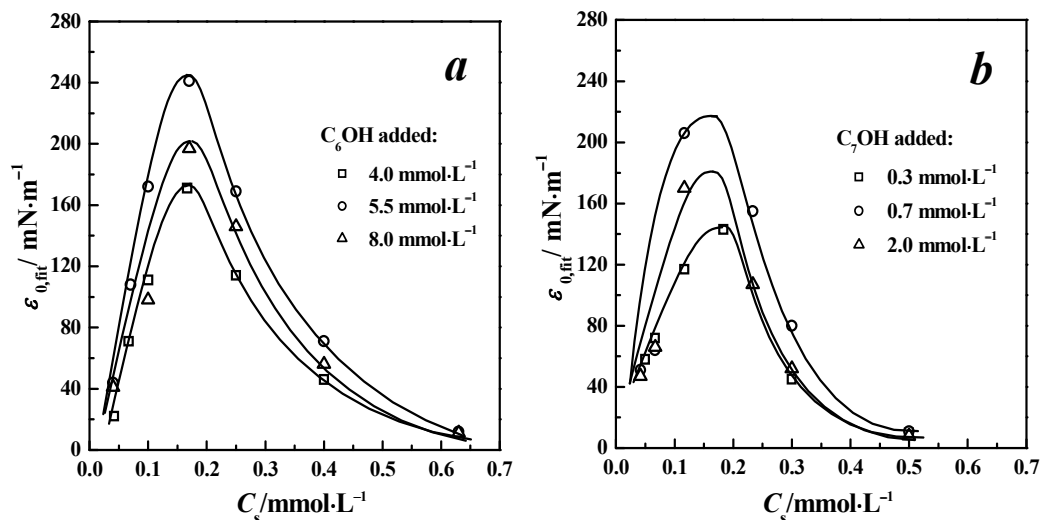 280
240
200
160
120
80
40
0
ε0,fit/ mN·m⁻¹
a
C₆OH added:
4.0 mmol·L⁻¹
5.5 mmol·L⁻¹
8.0 mmol·L⁻¹
0.0 0.1 0.2 0.3 0.4 0.5 0.6 0.7
Cₛ/mmol·L⁻¹
280
240
200
160
120
80
40
0
ε0,fit/ mN·m⁻¹
b
C₇OH added:
0.3 mmol·L⁻¹
0.7 mmol·L⁻¹
2.0 mmol·L⁻¹
0.0 0.1 0.2 0.3 0.4 0.5 0.6 0.7
Cₛ/mmol·L⁻¹